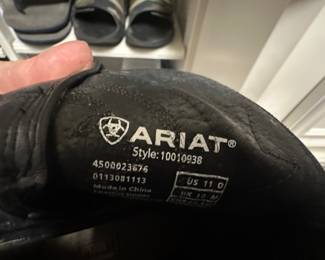 ARIAT®
Style:10010938
4500023676
0113081113
Made in China
US 11 D